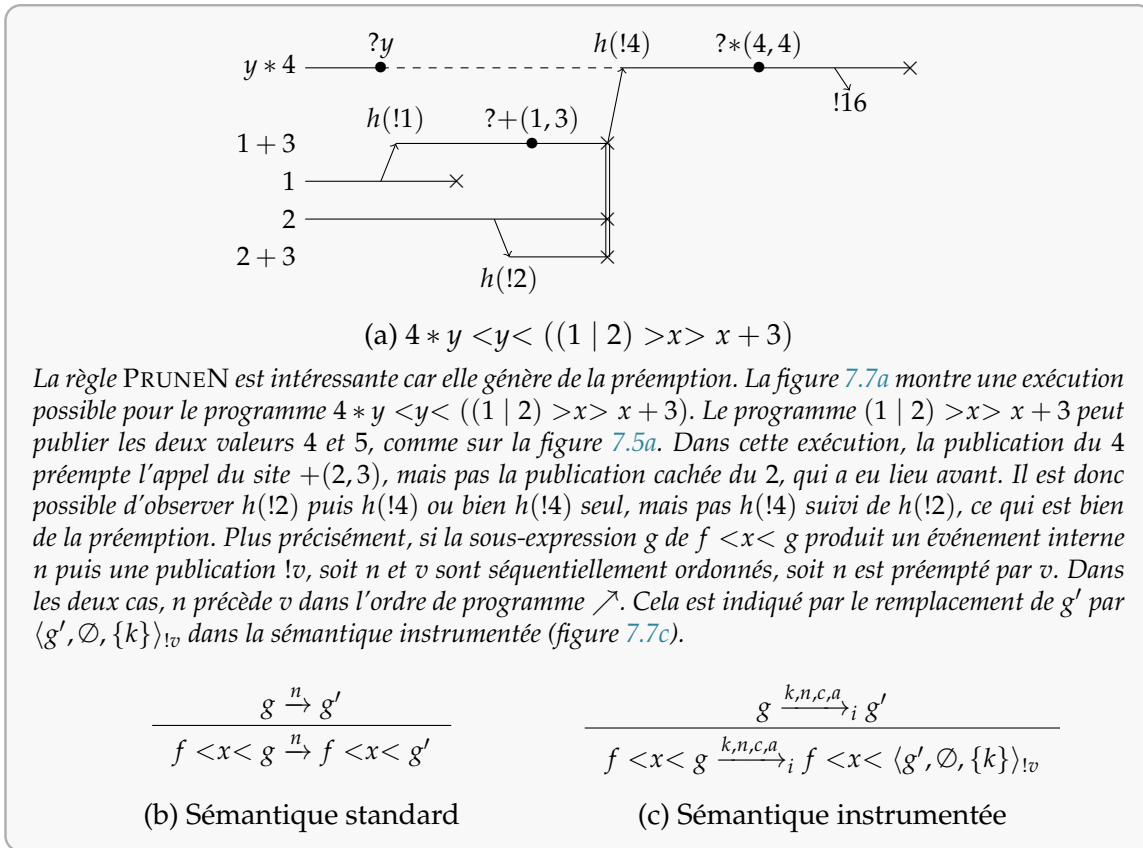 ?y h(!4) ?∗(4, 4)
y ∗ 4
!16
h(!1) ?+(1, 3)
1 + 3
1
2
2 + 3
h(!2)
(a) 4 ∗ y <y< ((1 | 2) >x> x + 3)
La règle PRUNEN est intéressante car elle génère de la préemption. La figure 7.7a montre une exécution
possible pour le programme 4 ∗ y <y< ((1 | 2) >x> x + 3). Le programme (1 | 2) >x> x + 3 peut
publier les deux valeurs 4 et 5, comme sur la figure 7.5a. Dans cette exécution, la publication du 4
préempte l'appel du site +(2, 3), mais pas la publication cachée du 2, qui a eu lieu avant. Il est donc
possible d'observer h(!2) puis h(!4) ou bien h(!4) seul, mais pas h(!4) suivi de h(!2), ce qui est bien
de la préemption. Plus précisément, si la sous-expression g de f <x< g produit un événement interne
n puis une publication !v, soit n et v sont séquentiellement ordonnés, soit n est préempté par v. Dans
les deux cas, n précède v dans l'ordre de programme ↗. Cela est indiqué par le remplacement de g′ par
⟨g′, ∅, {k}⟩!v dans la sémantique instrumentée (figure 7.7c).
g n→ g′
f <x< g n→ f <x< g′
(b) Sémantique standard
g k,n,c,a→i g′
f <x< g k,n,c,a→i f <x< ⟨g′, ∅, {k}⟩!v
(c) Sémantique instrumentée